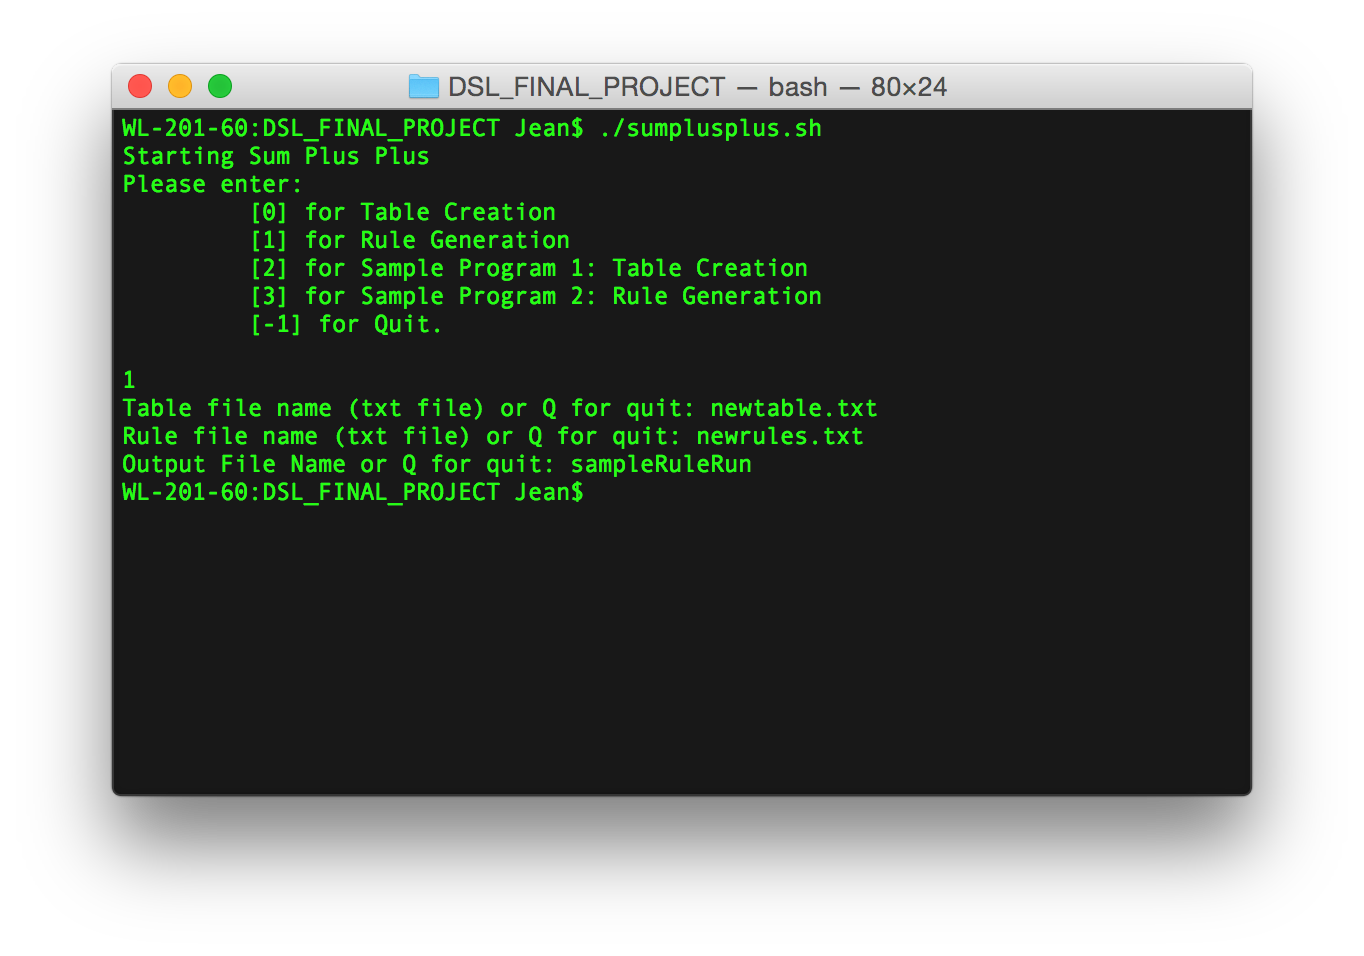 DSL_FINAL_PROJECT — bash — 80×24
WL-201-60:DSL_FINAL_PROJECT Jean$ ./sumplusplus.sh
Starting Sum Plus Plus
Please enter:
[0] for Table Creation
[1] for Rule Generation
[2] for Sample Program 1: Table Creation
[3] for Sample Program 2: Rule Generation
[-1] for Quit.
1
Table file name (txt file) or Q for quit: newtable.txt
Rule file name (txt file) or Q for quit: newrules.txt
Output File Name or Q for quit: sampleRuleRun
WL-201-60:DSL_FINAL_PROJECT Jean$